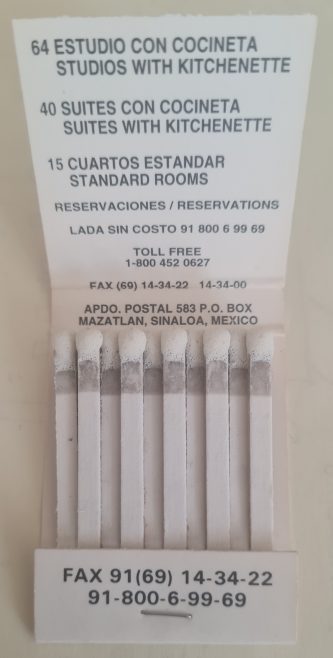 64 ESTUDIO CON COCINETA
STUDIOS WITH KITCHENETTE
40 SUITES CON COCINETA
SUITES WITH KITCHENETTE
15 CUARTOS ESTANDAR
STANDARD ROOMS
RESERVACIONES / RESERVATIONS
LADA SIN COSTO 91 800 6 99 69
TOLL FREE
1-800 452 0627
FAX (69) 14-34-22 14-34-00
APDO. POSTAL 583 P.O. BOX
MAZATLAN, SINALOA, MEXICO
FAX 91(69) 14-34-22
91-800-6-99-69